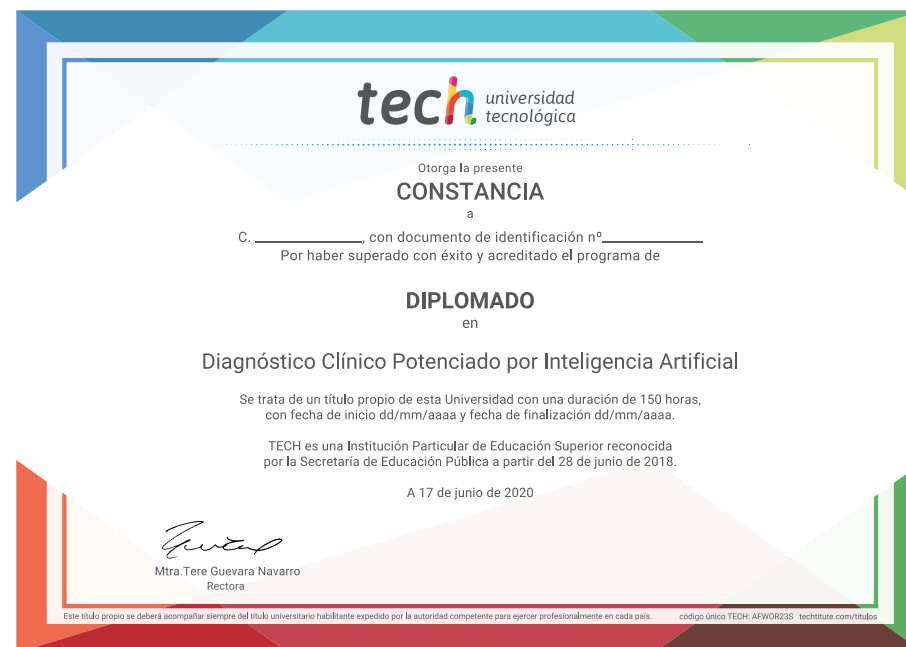 tech universidad
tecnológica
Otorga la presente
CONSTANCIA
a
C. ______________, con documento de identificación nº_____________
Por haber superado con éxito y acreditado el programa de
DIPLOMADO
en
Diagnóstico Clínico Potenciado por Inteligencia Artificial
Se trata de un título propio de esta Universidad con una duración de 150 horas,
con fecha de inicio dd/mm/aaaa y fecha de finalización dd/mm/aaaa.
TECH es una Institución Particular de Educación Superior reconocida
por la Secretaría de Educación Pública a partir del 28 de junio de 2018.
A 17 de junio de 2020
Mtra.Tere Guevara Navarro
Rectora
Este título propio se deberá acompañar siempre del título universitario habilitante expedido por la autoridad competente para ejercer profesionalmente en cada país. código único TECH: AFWOR23S techtitute.com/titulos